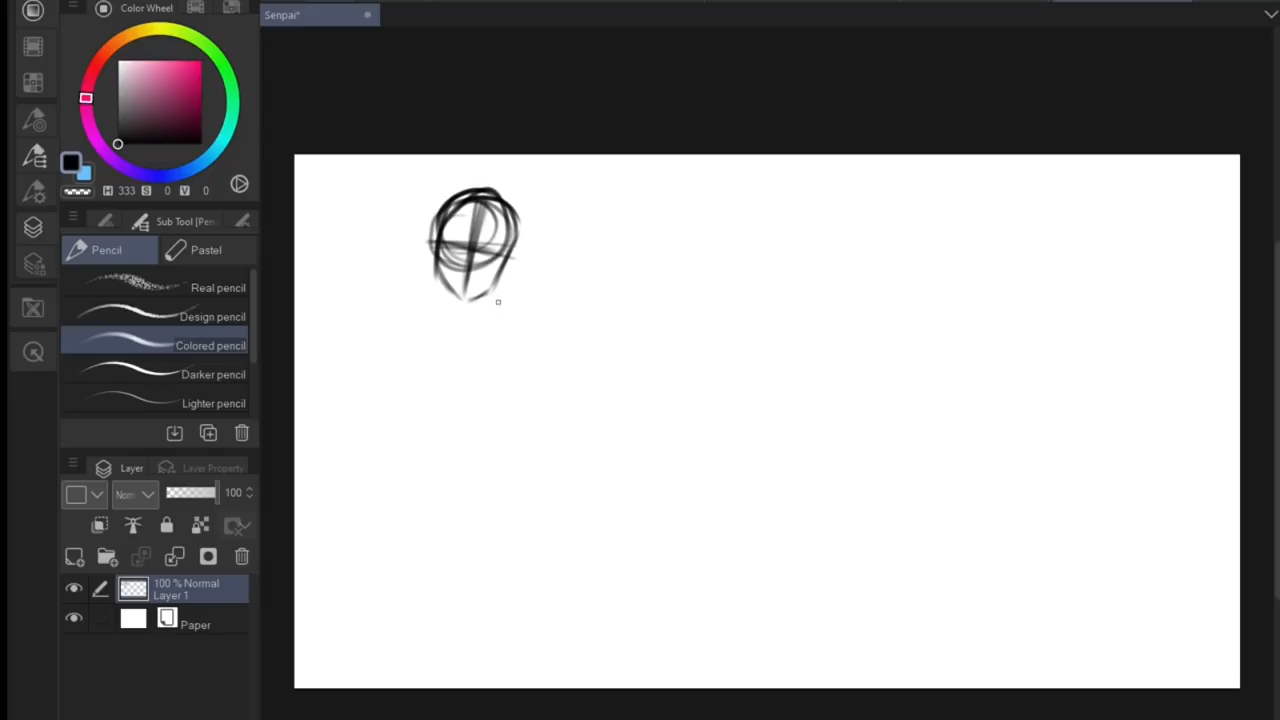 Color Wheel
Senpai*
H 333 S 0 V 0
Sub Tool [Pen
Pencil
Pastel
Real pencil
Design pencil
Colored pencil
Darker pencil
Lighter pencil
Layer
Layer Property
Norr
100
100 % Normal
Layer 1
Paper